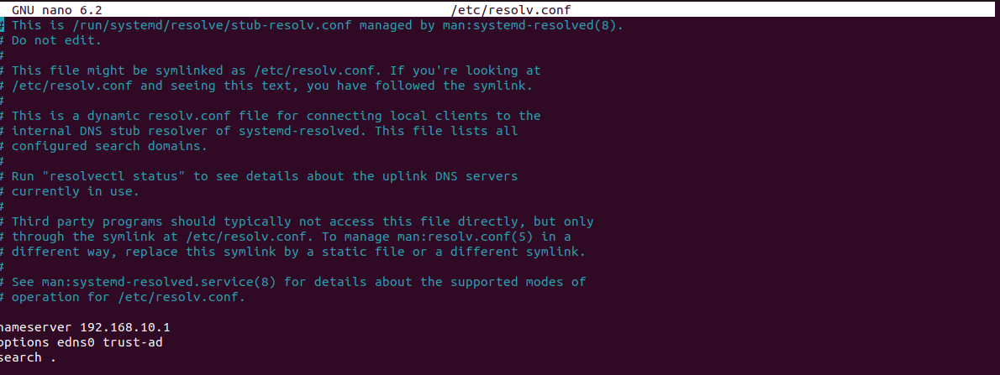 GNU nano 6.2 /etc/resolv.conf
# This is /run/systemd/resolve/stub-resolv.conf managed by man:systemd-resolved(8).
# Do not edit.
#
# This file might be symlinked as /etc/resolv.conf. If you're looking at
# /etc/resolv.conf and seeing this text, you have followed the symlink.
#
# This is a dynamic resolv.conf file for connecting local clients to the
# internal DNS stub resolver of systemd-resolved. This file lists all
# configured search domains.
#
# Run "resolvectl status" to see details about the uplink DNS servers
# currently in use.
#
# Third party programs should typically not access this file directly, but only
# through the symlink at /etc/resolv.conf. To manage man:resolv.conf(5) in a
# different way, replace this symlink by a static file or a different symlink.
#
# See man:systemd-resolved.service(8) for details about the supported modes of
# operation for /etc/resolv.conf.
nameserver 192.168.10.1
options edns0 trust-ad
search .